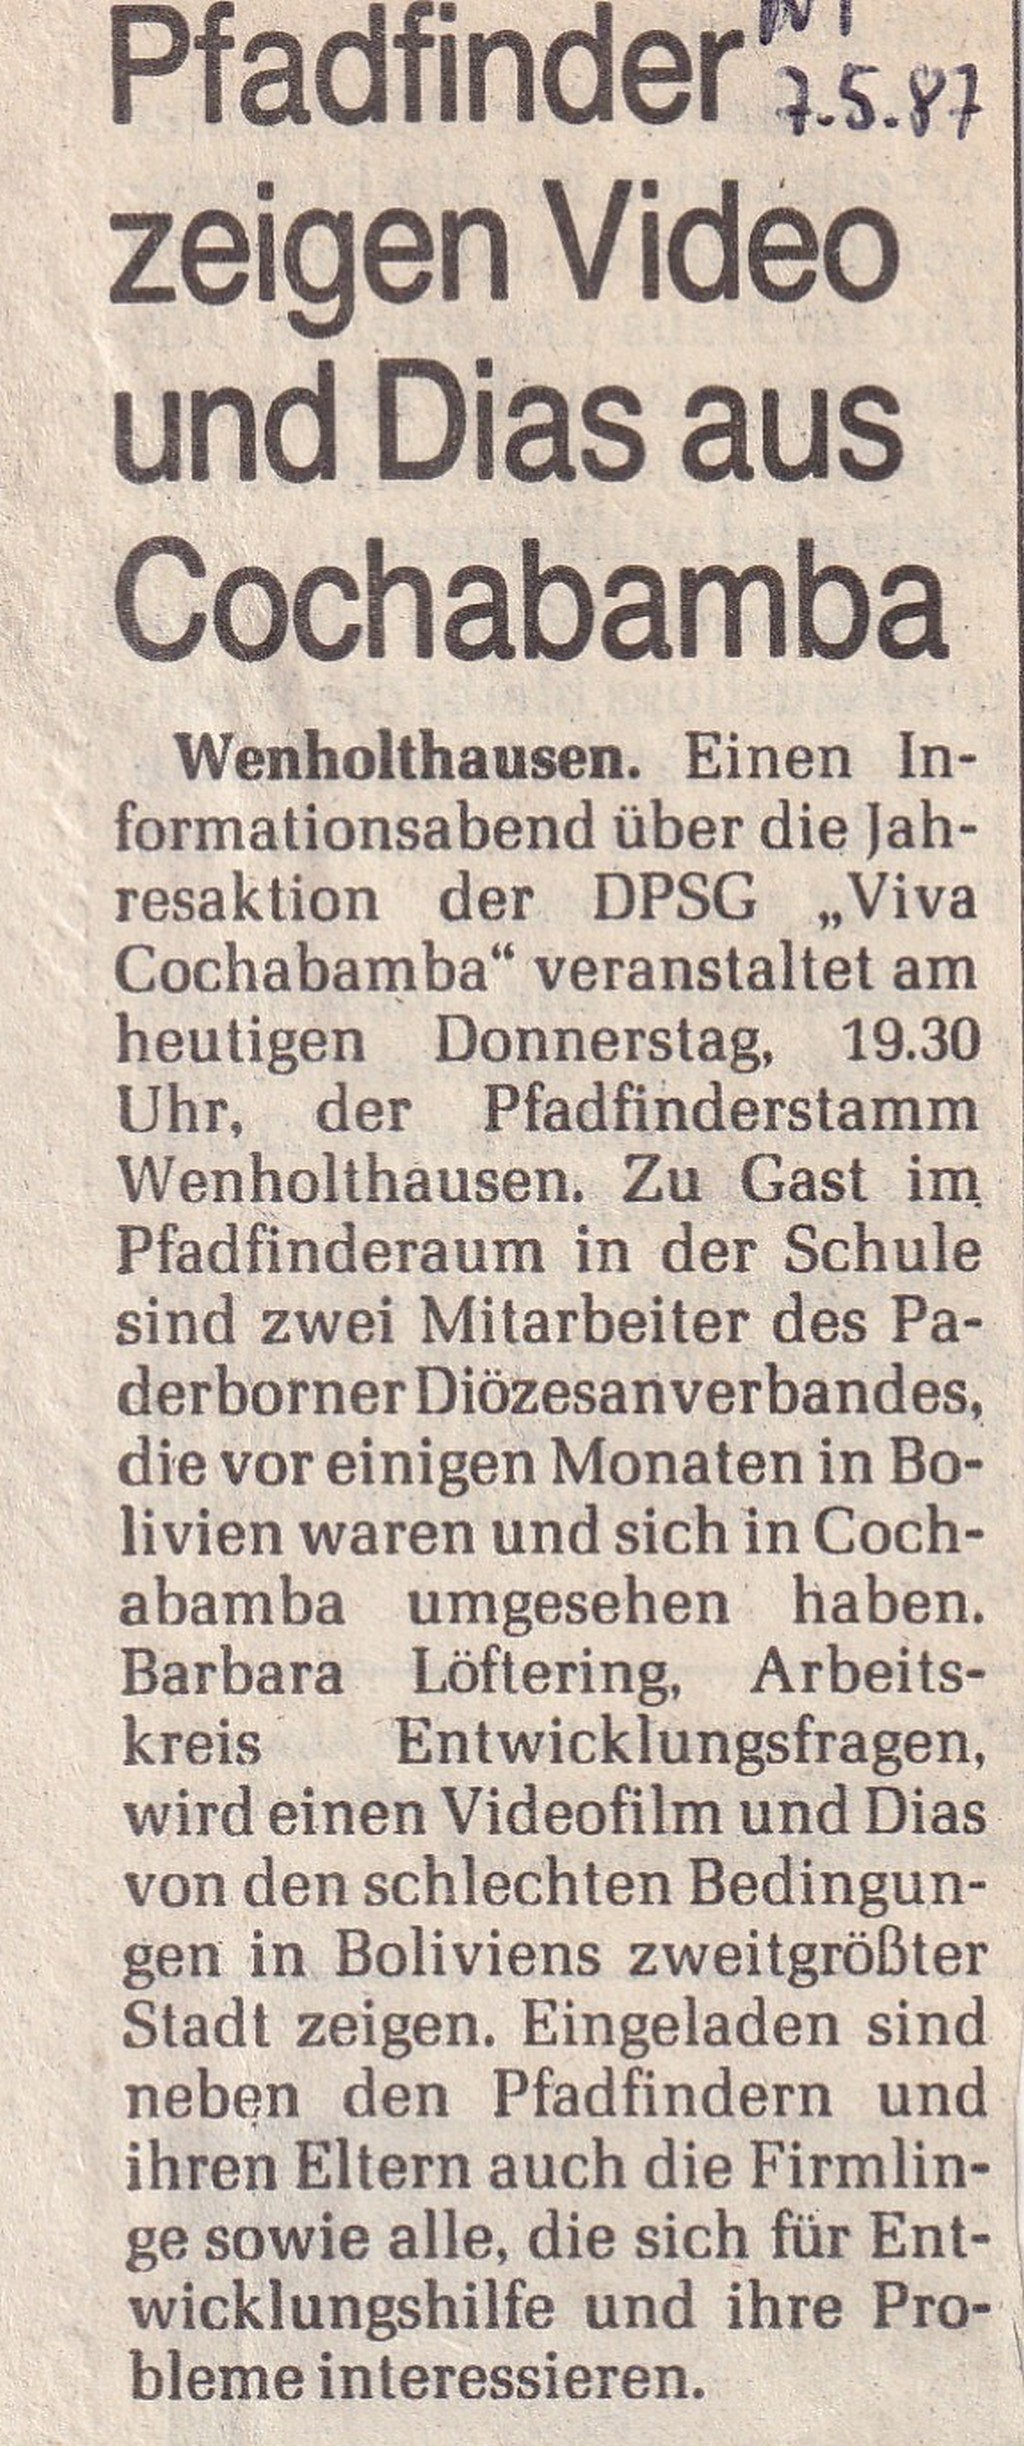 Pfadfinder
7.5.87
zeigen Video
und Dias aus
Cochabamba
Wenholthausen. Einen In-
formationsabend über die Jah-
resaktion der DPSG „Viva
Cochabamba“ veranstaltet am
heutigen Donnerstag, 19.30
Uhr, der Pfadfinderstamm
Wenholthausen. Zu Gast im
Pfadfinderaum in der Schule
sind zwei Mitarbeiter des Pa-
derborner Diözesanverbandes,
die vor einigen Monaten in Bo-
livien waren und sich in Coch-
abamba umgesehen haben.
Barbara Löftering, Arbeits-
kreis Entwicklungsfragen,
wird einen Videofilm und Dias
von den schlechten Bedingun-
gen in Boliviens zweitgrößter
Stadt zeigen. Eingeladen sind
neben den Pfadfindern und
ihren Eltern auch die Firmlin-
ge sowie alle, die sich für Ent-
wicklungshilfe und ihre Pro-
bleme interessieren.